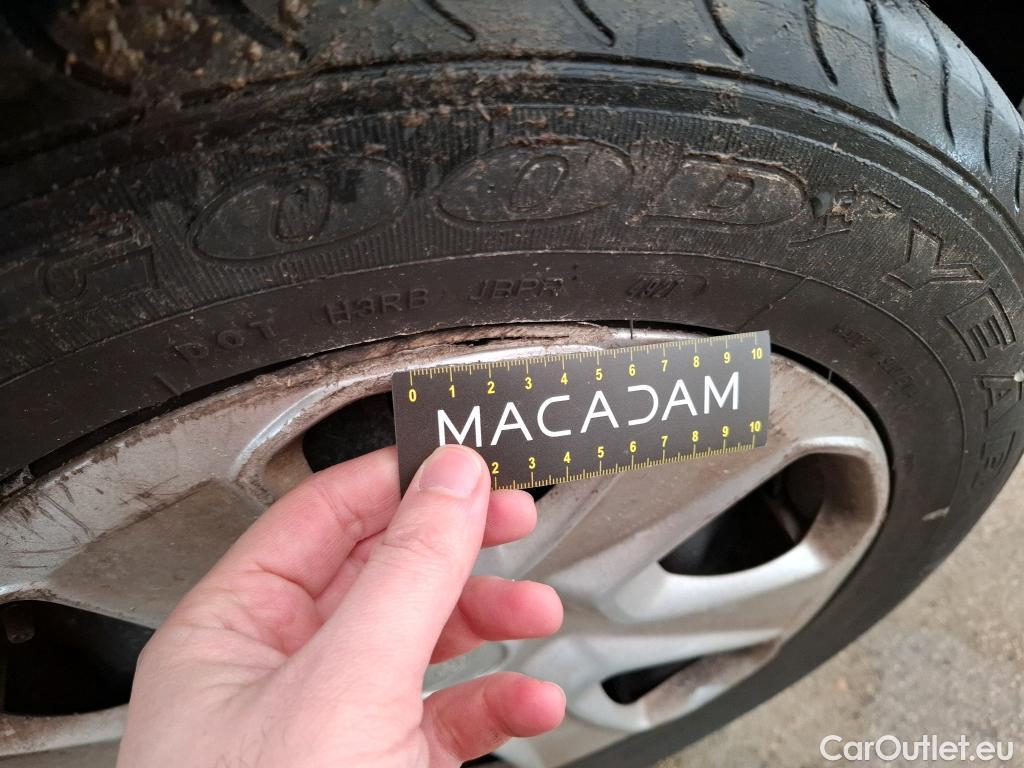 GOODYEAR
DOT H3RB JBPR
0 1 2 3 4 5 6 7 8 9 10
MACADAM
2 3 4 5 6 7 8 9 10
CarOutlet.eu